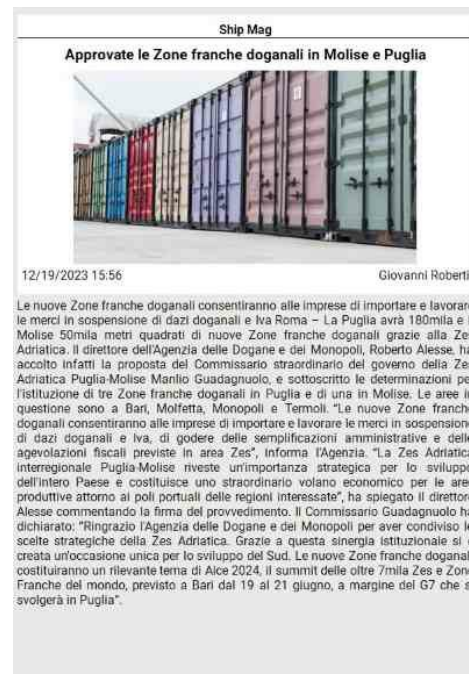 Ship Mag
Approvate le Zone franche doganali in Molise e Puglia
12/19/2023 15:56
Giovanni Roberti
Le nuove Zone franche doganali consentiranno alle imprese di importare e lavorare
le merci in sospensione di dazi doganali e Iva Roma – La Puglia avrà 180mila e
Molise 50mila metri quadrati di nuove Zone franche doganali grazie alla Ze
Adriatica. Il direttore dell'Agenzia delle Dogane e dei Monopoli, Roberto Alesse, ha
accolto infatti la proposta del Commissario straordinario del governo della Ze
Adriatica Puglia-Molise Manlio Guadagnuolo, e sottoscritto le determinazioni pe
l'istituzione di tre Zone franche doganali in Puglia e di una in Molise. Le aree in
questione sono a Bari, Molfetta, Monopoli e Termoli. "Le nuove Zone franch
doganali consentiranno alle imprese di importare e lavorare le merci in sospensione
di dazi doganali e Iva, di godere delle semplificazioni amministrative e delle
agevolazioni fiscali previste in area Zes", informa l'Agenzia. "La Zes Adriatica
interregionale Puglia-Molise riveste un'importanza strategica per lo sviluppo
dell'intero Paese e costituisce uno straordinario volano economico per le are
produttive attorno ai poli portuali delle regioni interessate", ha spiegato il direttore
Alesse commentando la firma del provvedimento. Il Commissario Guadagnuolo ha
dichiarato: "Ringrazio l'Agenzia delle Dogane e dei Monopoli per aver condiviso le
scelte strategiche della Zes Adriatica. Grazie a questa sinergia istituzionale si
creata un'occasione unica per lo sviluppo del Sud. Le nuove Zone franche doganal
costituiranno un rilevante tema di Aice 2024, il summit delle oltre 7mila Zes e Zone
Franche del mondo, previsto a Bari dal 19 al 21 giugno, a margine del G7 che s
svolgerà in Puglia".